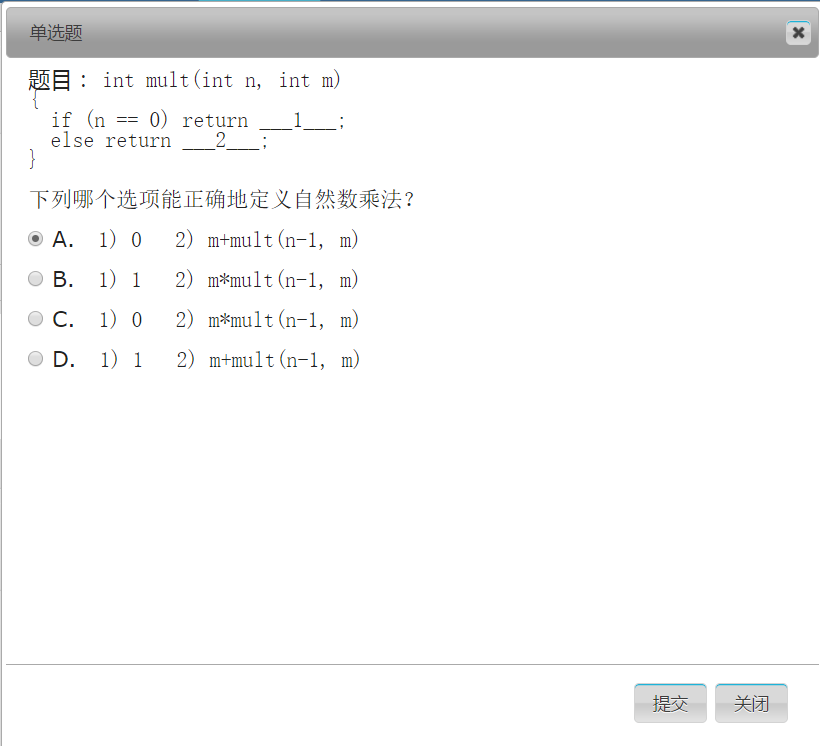 单选题
题目： int mult(int n, int m)
{
if (n == 0) return ___1___;
else return ___2___;
}
下列哪个选项能正确地定义自然数乘法?
A. 1) 0 2) m+mult(n-1, m)
B. 1) 1 2) m*mult(n-1, m)
C. 1) 0 2) m*mult(n-1, m)
D. 1) 1 2) m+mult(n-1, m)
提交 关闭